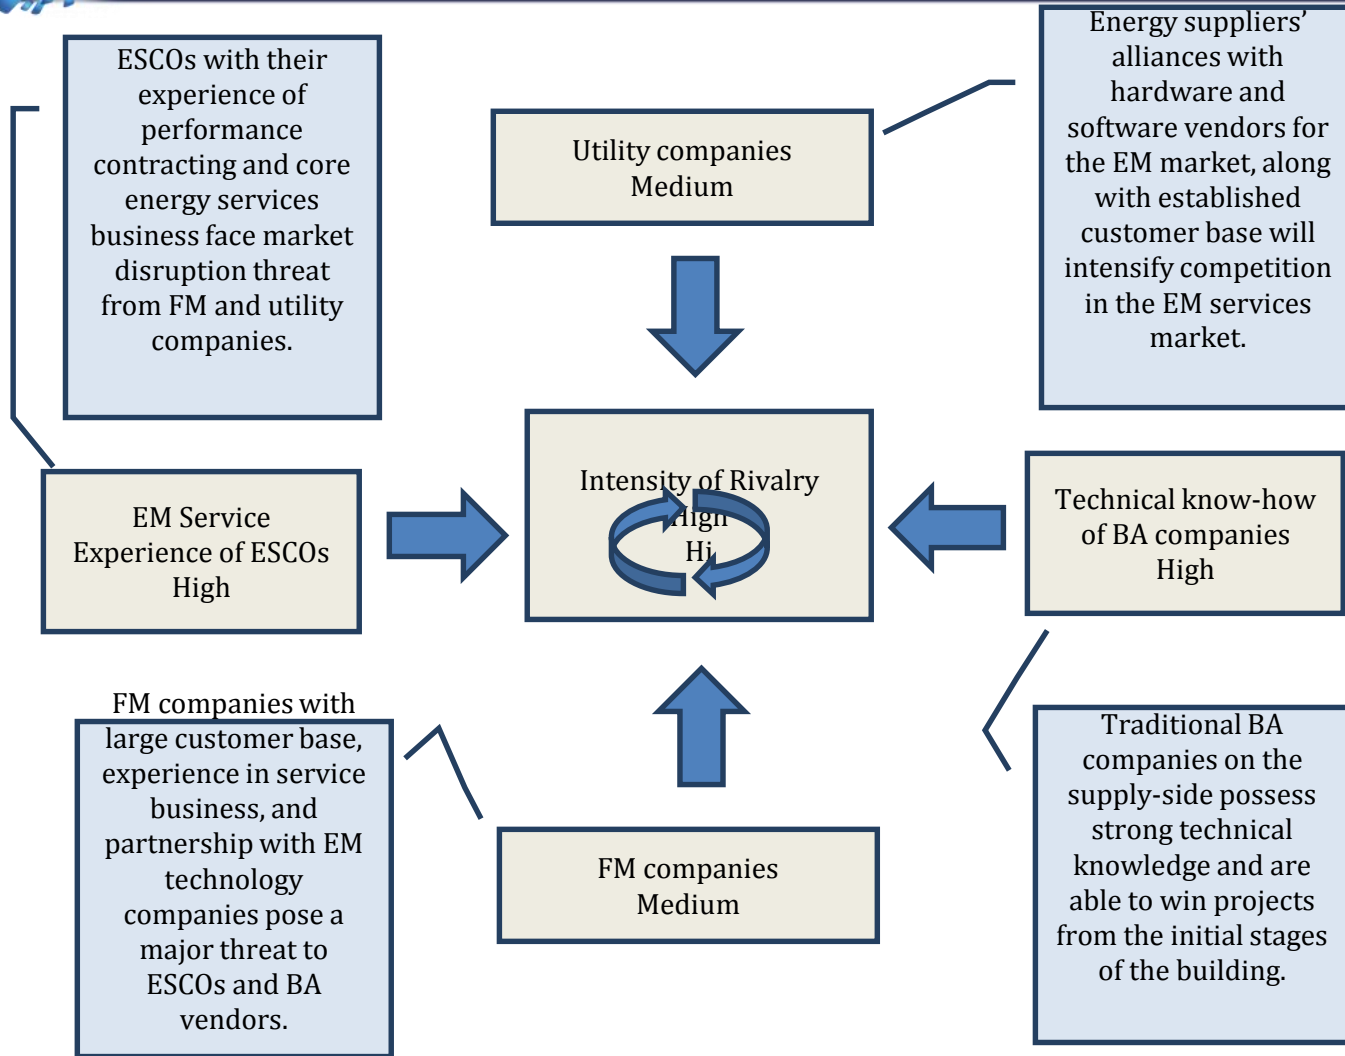 ESCOs with their
experience of
performance
contracting and core
energy services
business face market
disruption threat
from FM and utility
companies.
Utility companies
Medium
Energy suppliers’
alliances with
hardware and
software vendors for
the EM market, along
with established
customer base will
intensify competition
in the EM services
market.
EM Service
Experience of ESCOs
High
Intensity of Rivalry
High
Hi
Technical know-how
of BA companies
High
FM companies with
large customer base,
experience in service
business, and
partnership with EM
technology
companies pose a
major threat to
ESCOs and BA
vendors.
FM companies
Medium
Traditional BA
companies on the
supply-side possess
strong technical
knowledge and are
able to win projects
from the initial stages
of the building.